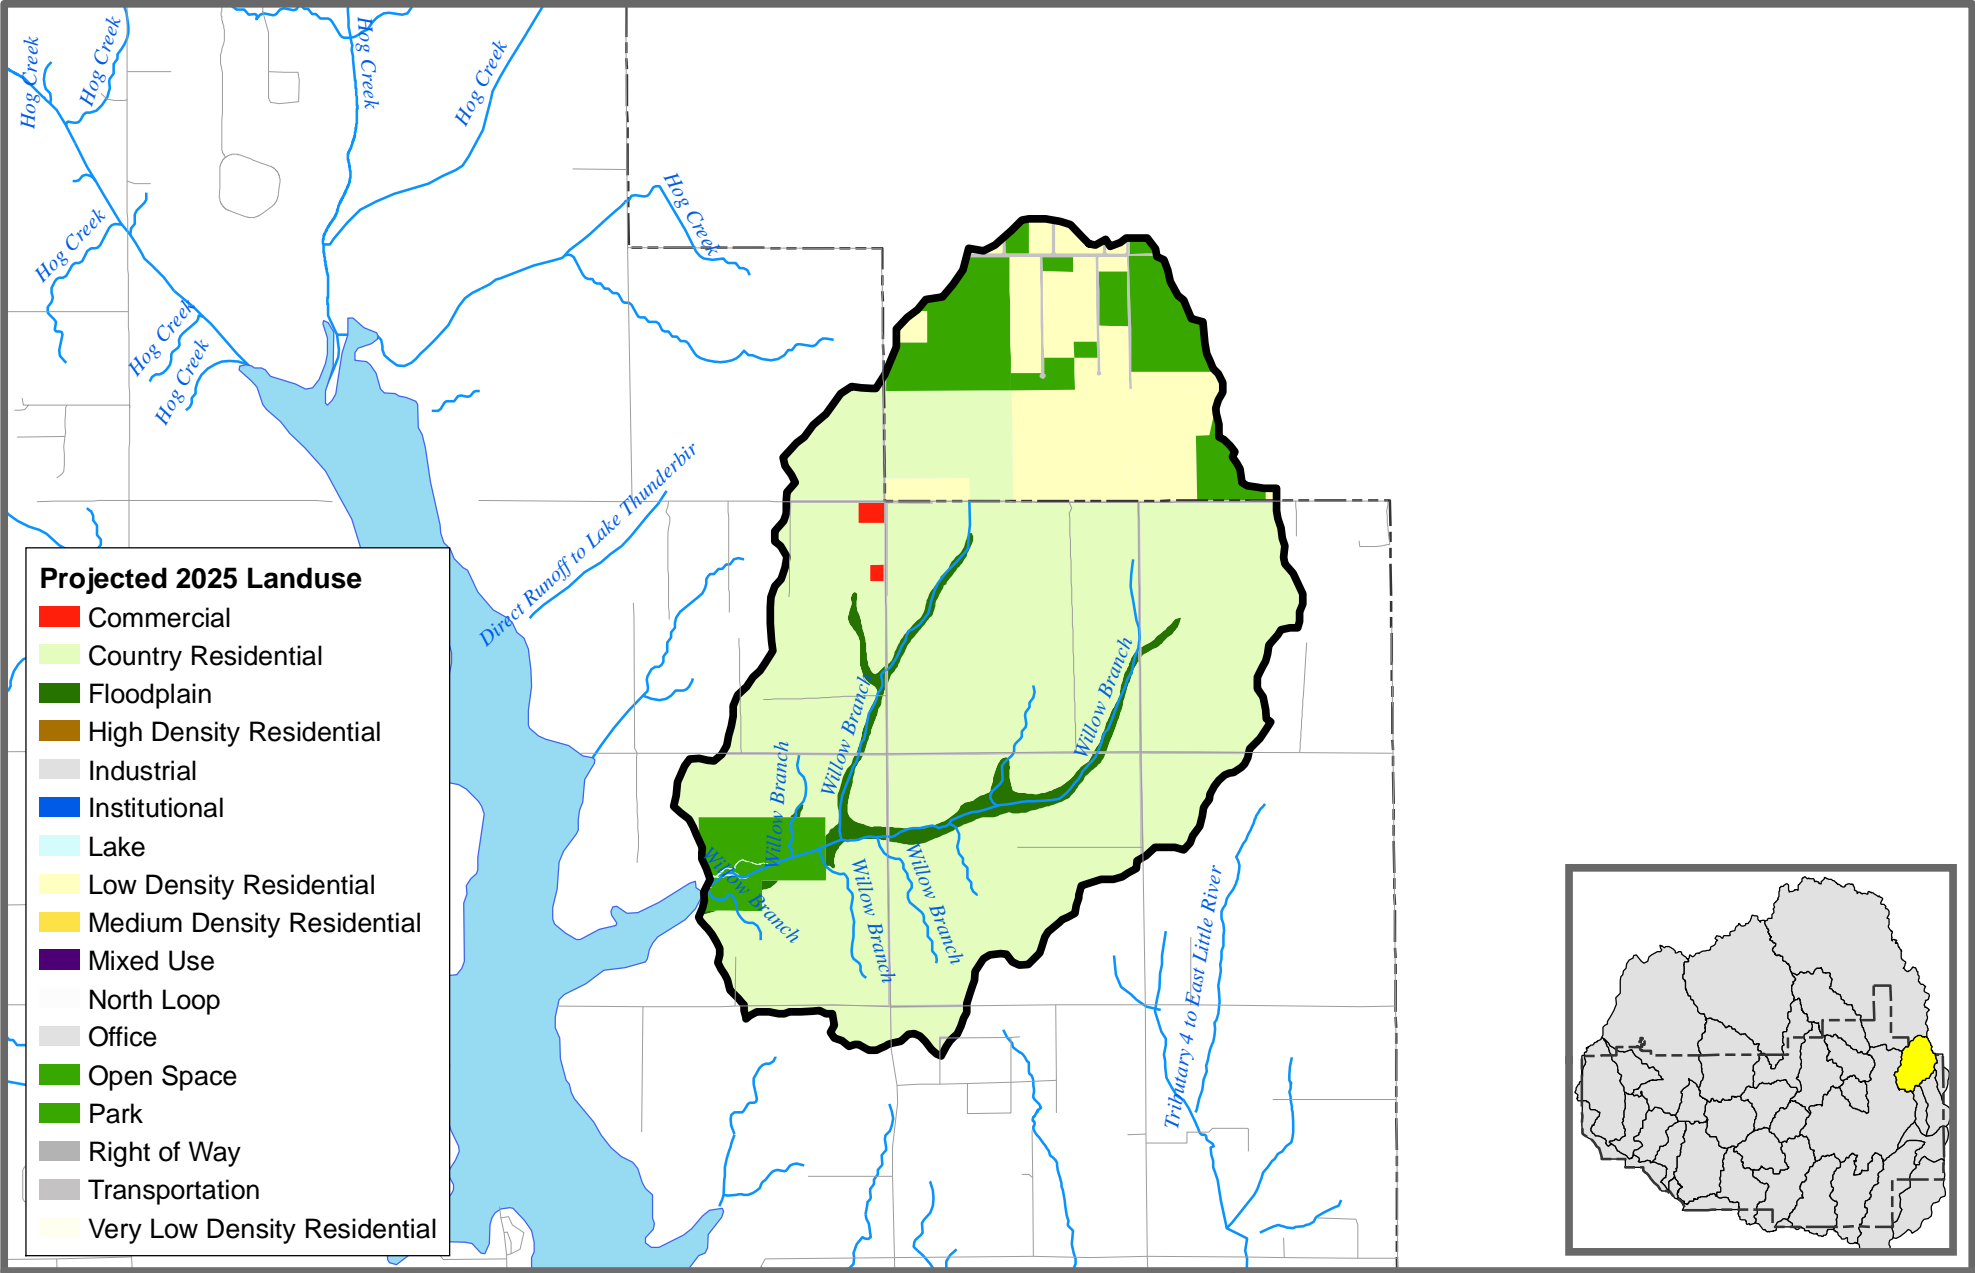 Hog Creek
Hog Creek
Hog Creek
Hog Creek
Hog Creek
Hog Creek
Hog Creek
Hog Creek
Direct Runoff to Lake Thunderbir
Willow Branch
Willow Branch
Willow Branch
Willow Branch
Willow Branch
Willow Branch
Tributary 4 to East Little River
Projected 2025 Landuse
Commercial
Country Residential
Floodplain
High Density Residential
Industrial
Institutional
Lake
Low Density Residential
Medium Density Residential
Mixed Use
North Loop
Office
Open Space
Park
Right of Way
Transportation
Very Low Density Residential